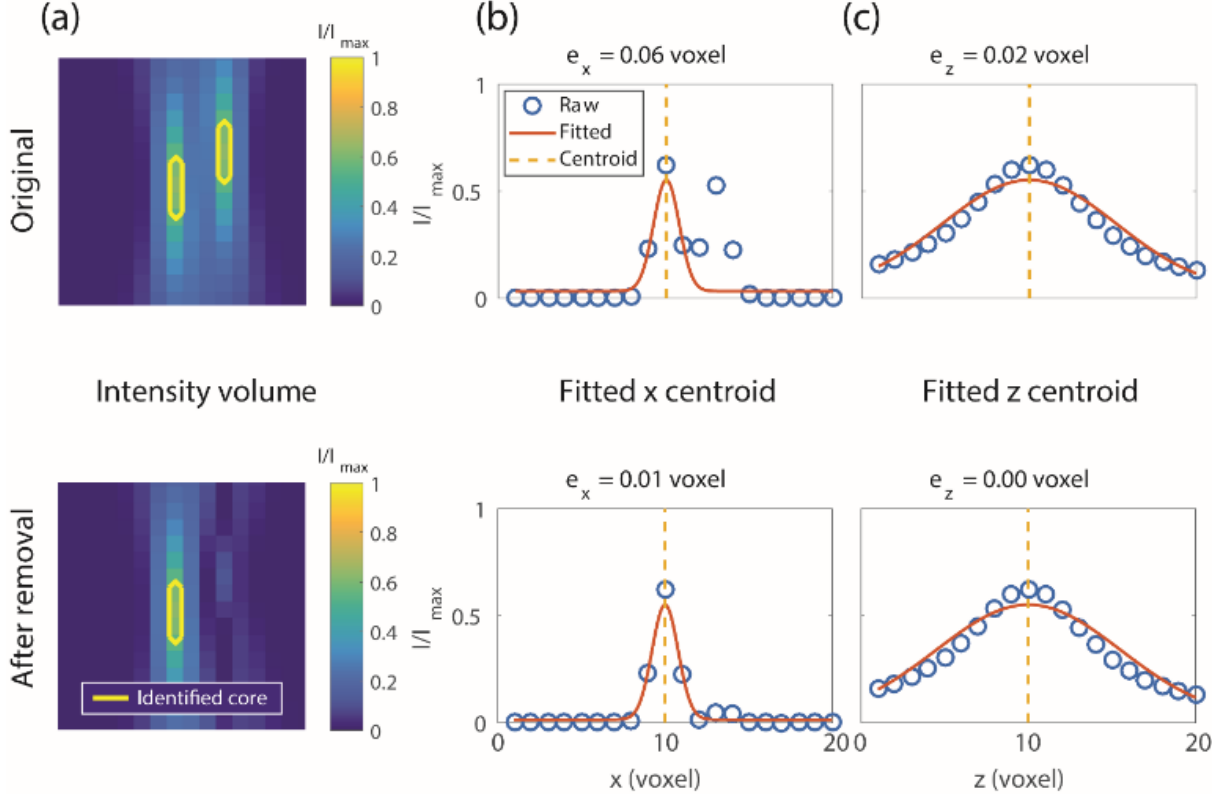 (a)
(b)
(c)
Original
I/I max
1
0.8
0.6
0.4
0.2
0
e x = 0.06 voxel
1
0.5
0
I/I max
Raw
Fitted
Centroid
e z = 0.02 voxel
Intensity volume
Fitted x centroid
Fitted z centroid
After removal
I/I max
1
0.8
0.6
0.4
0.2
0
Identified core
e x = 0.01 voxel
1
0.5
0
I/I max
0 10 20
x (voxel)
e z = 0.00 voxel
0 10 20
z (voxel)